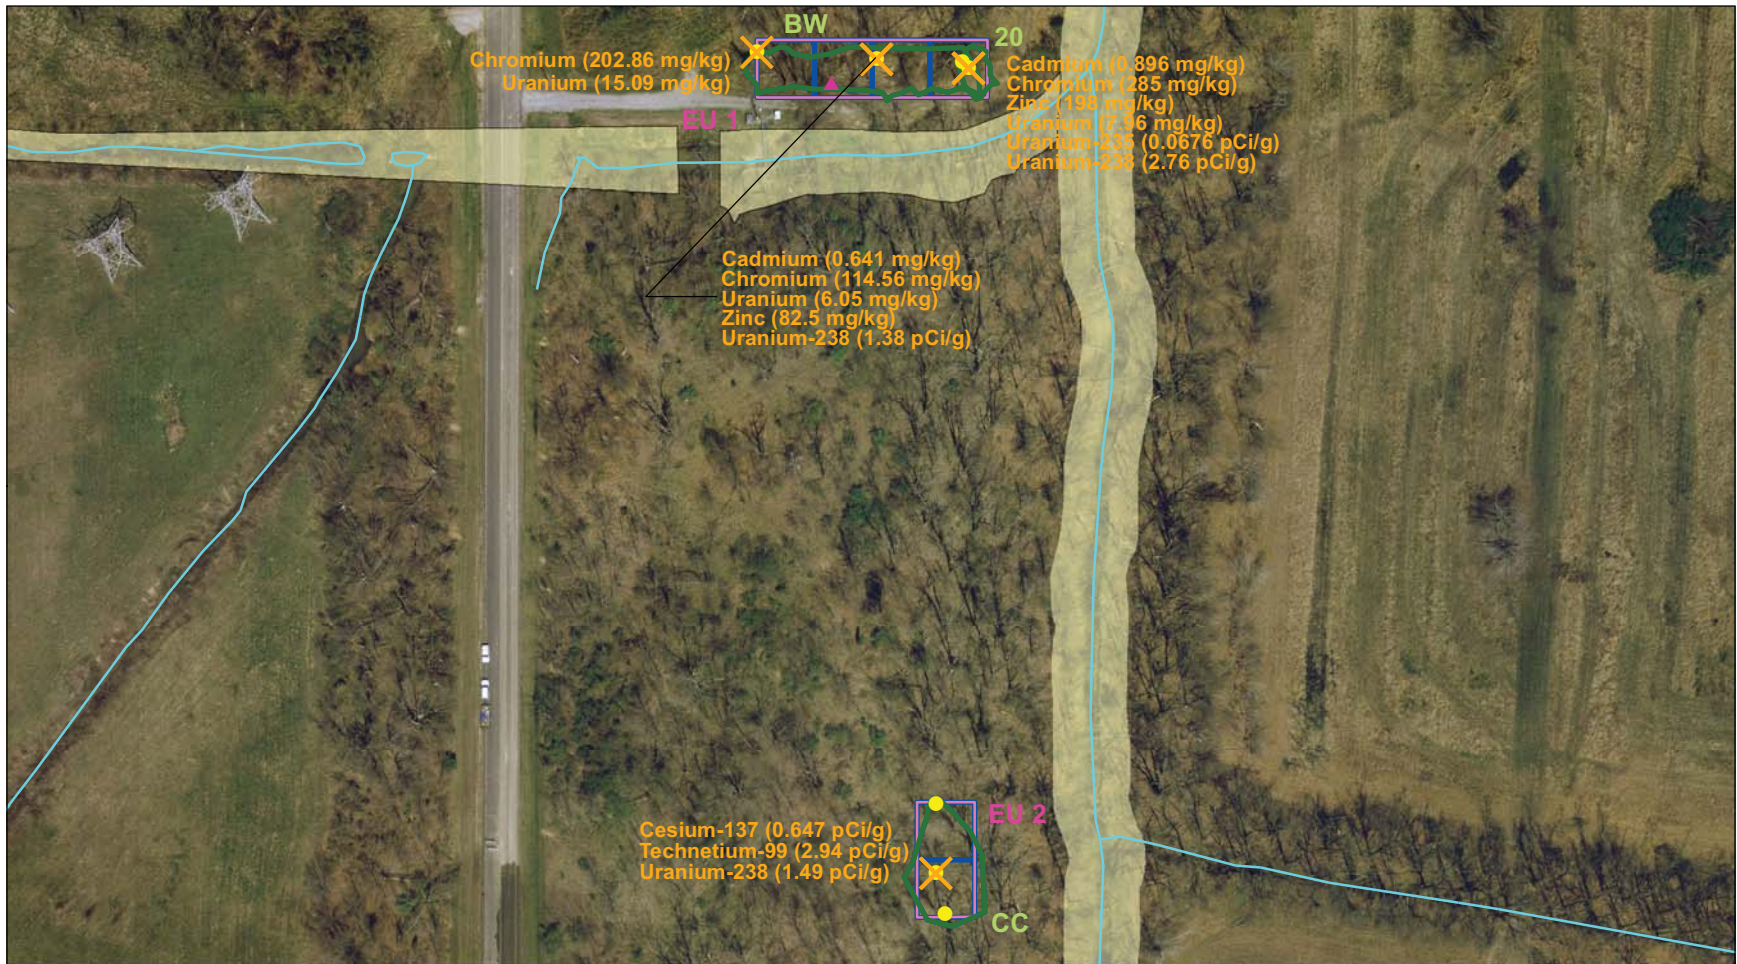 BW
20
Chromium (202.86 mg/kg)
Uranium (15.09 mg/kg)
Cadmium (0.896 mg/kg)
Chromium (285 mg/kg)
Zinc (198 mg/kg)
Uranium (7.96 mg/kg)
Uranium-235 (0.0676 pCi/g)
Uranium-238 (2.76 pCi/g)
EU 1
Cadmium (0.641 mg/kg)
Chromium (114.56 mg/kg)
Uranium (6.05 mg/kg)
Zinc (82.5 mg/kg)
Uranium-238 (1.38 pCi/g)
EU 2
Cesium-137 (0.647 pCi/g)
Technetium-99 (2.94 pCi/g)
Uranium-238 (1.49 pCi/g)
CC